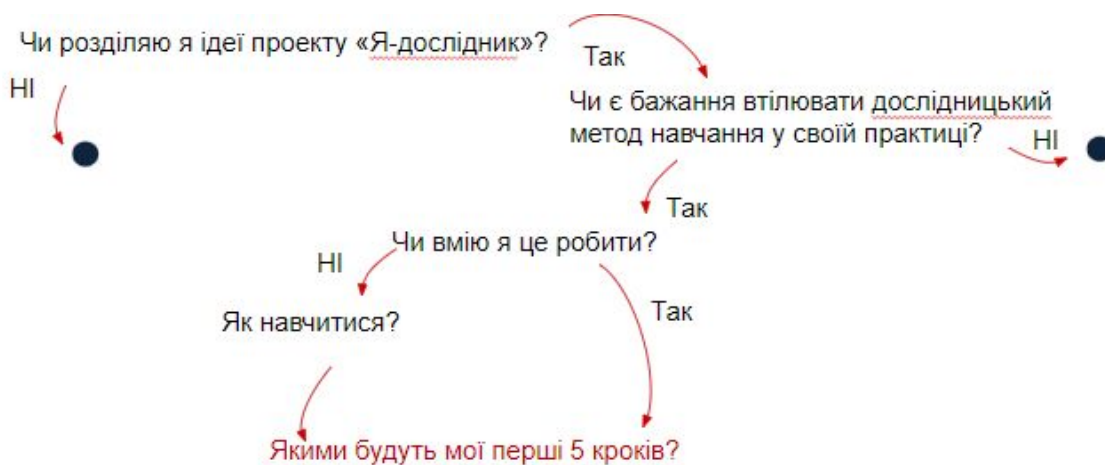 Чи розділяю я ідеї проекту «Я-дослідник»?
Так
НІ
Чи є бажання втілювати дослідницький
метод навчання у своїй практиці?
НІ
Так
Чи вмію я це робити?
НІ
Так
Як навчитися?
Якими будуть мої перші 5 кроків?